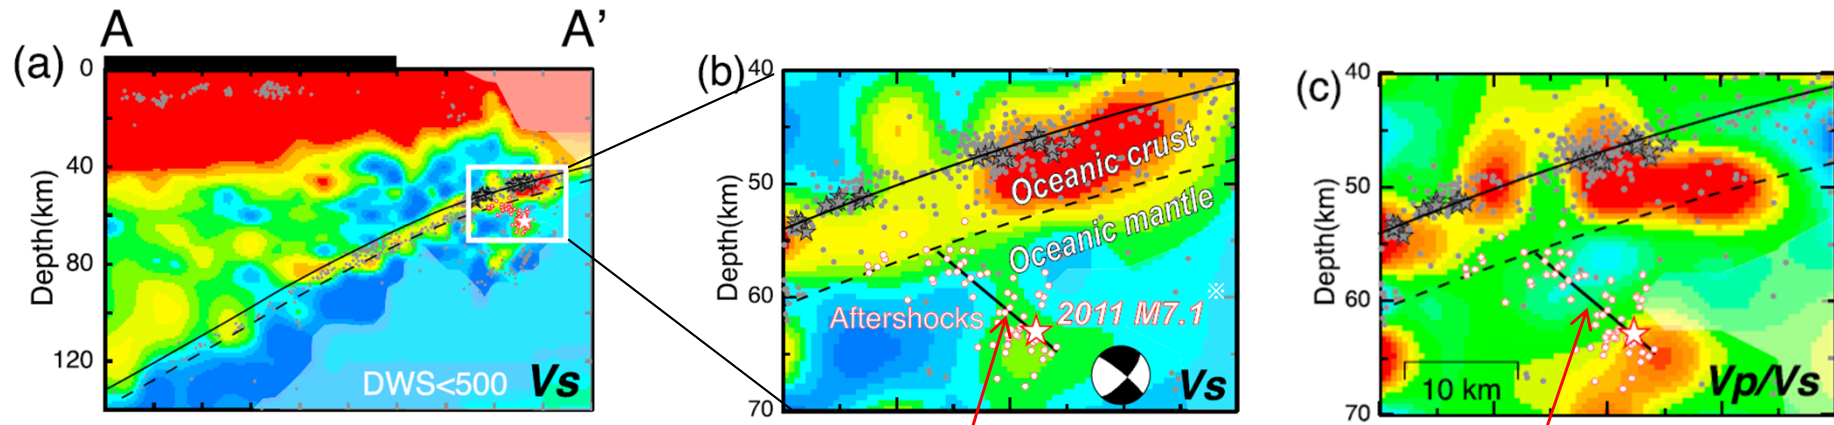 A A’
(a)
0
40
80
120
Depth(km)
DWS<500
Vs
(b)
40
50
60
70
Depth(km)
Oceanic crust
Oceanic mantle
Aftershocks
2011 M7.1
※
Vs
(c)
40
50
60
70
Depth(km)
10 km
Vp/Vs